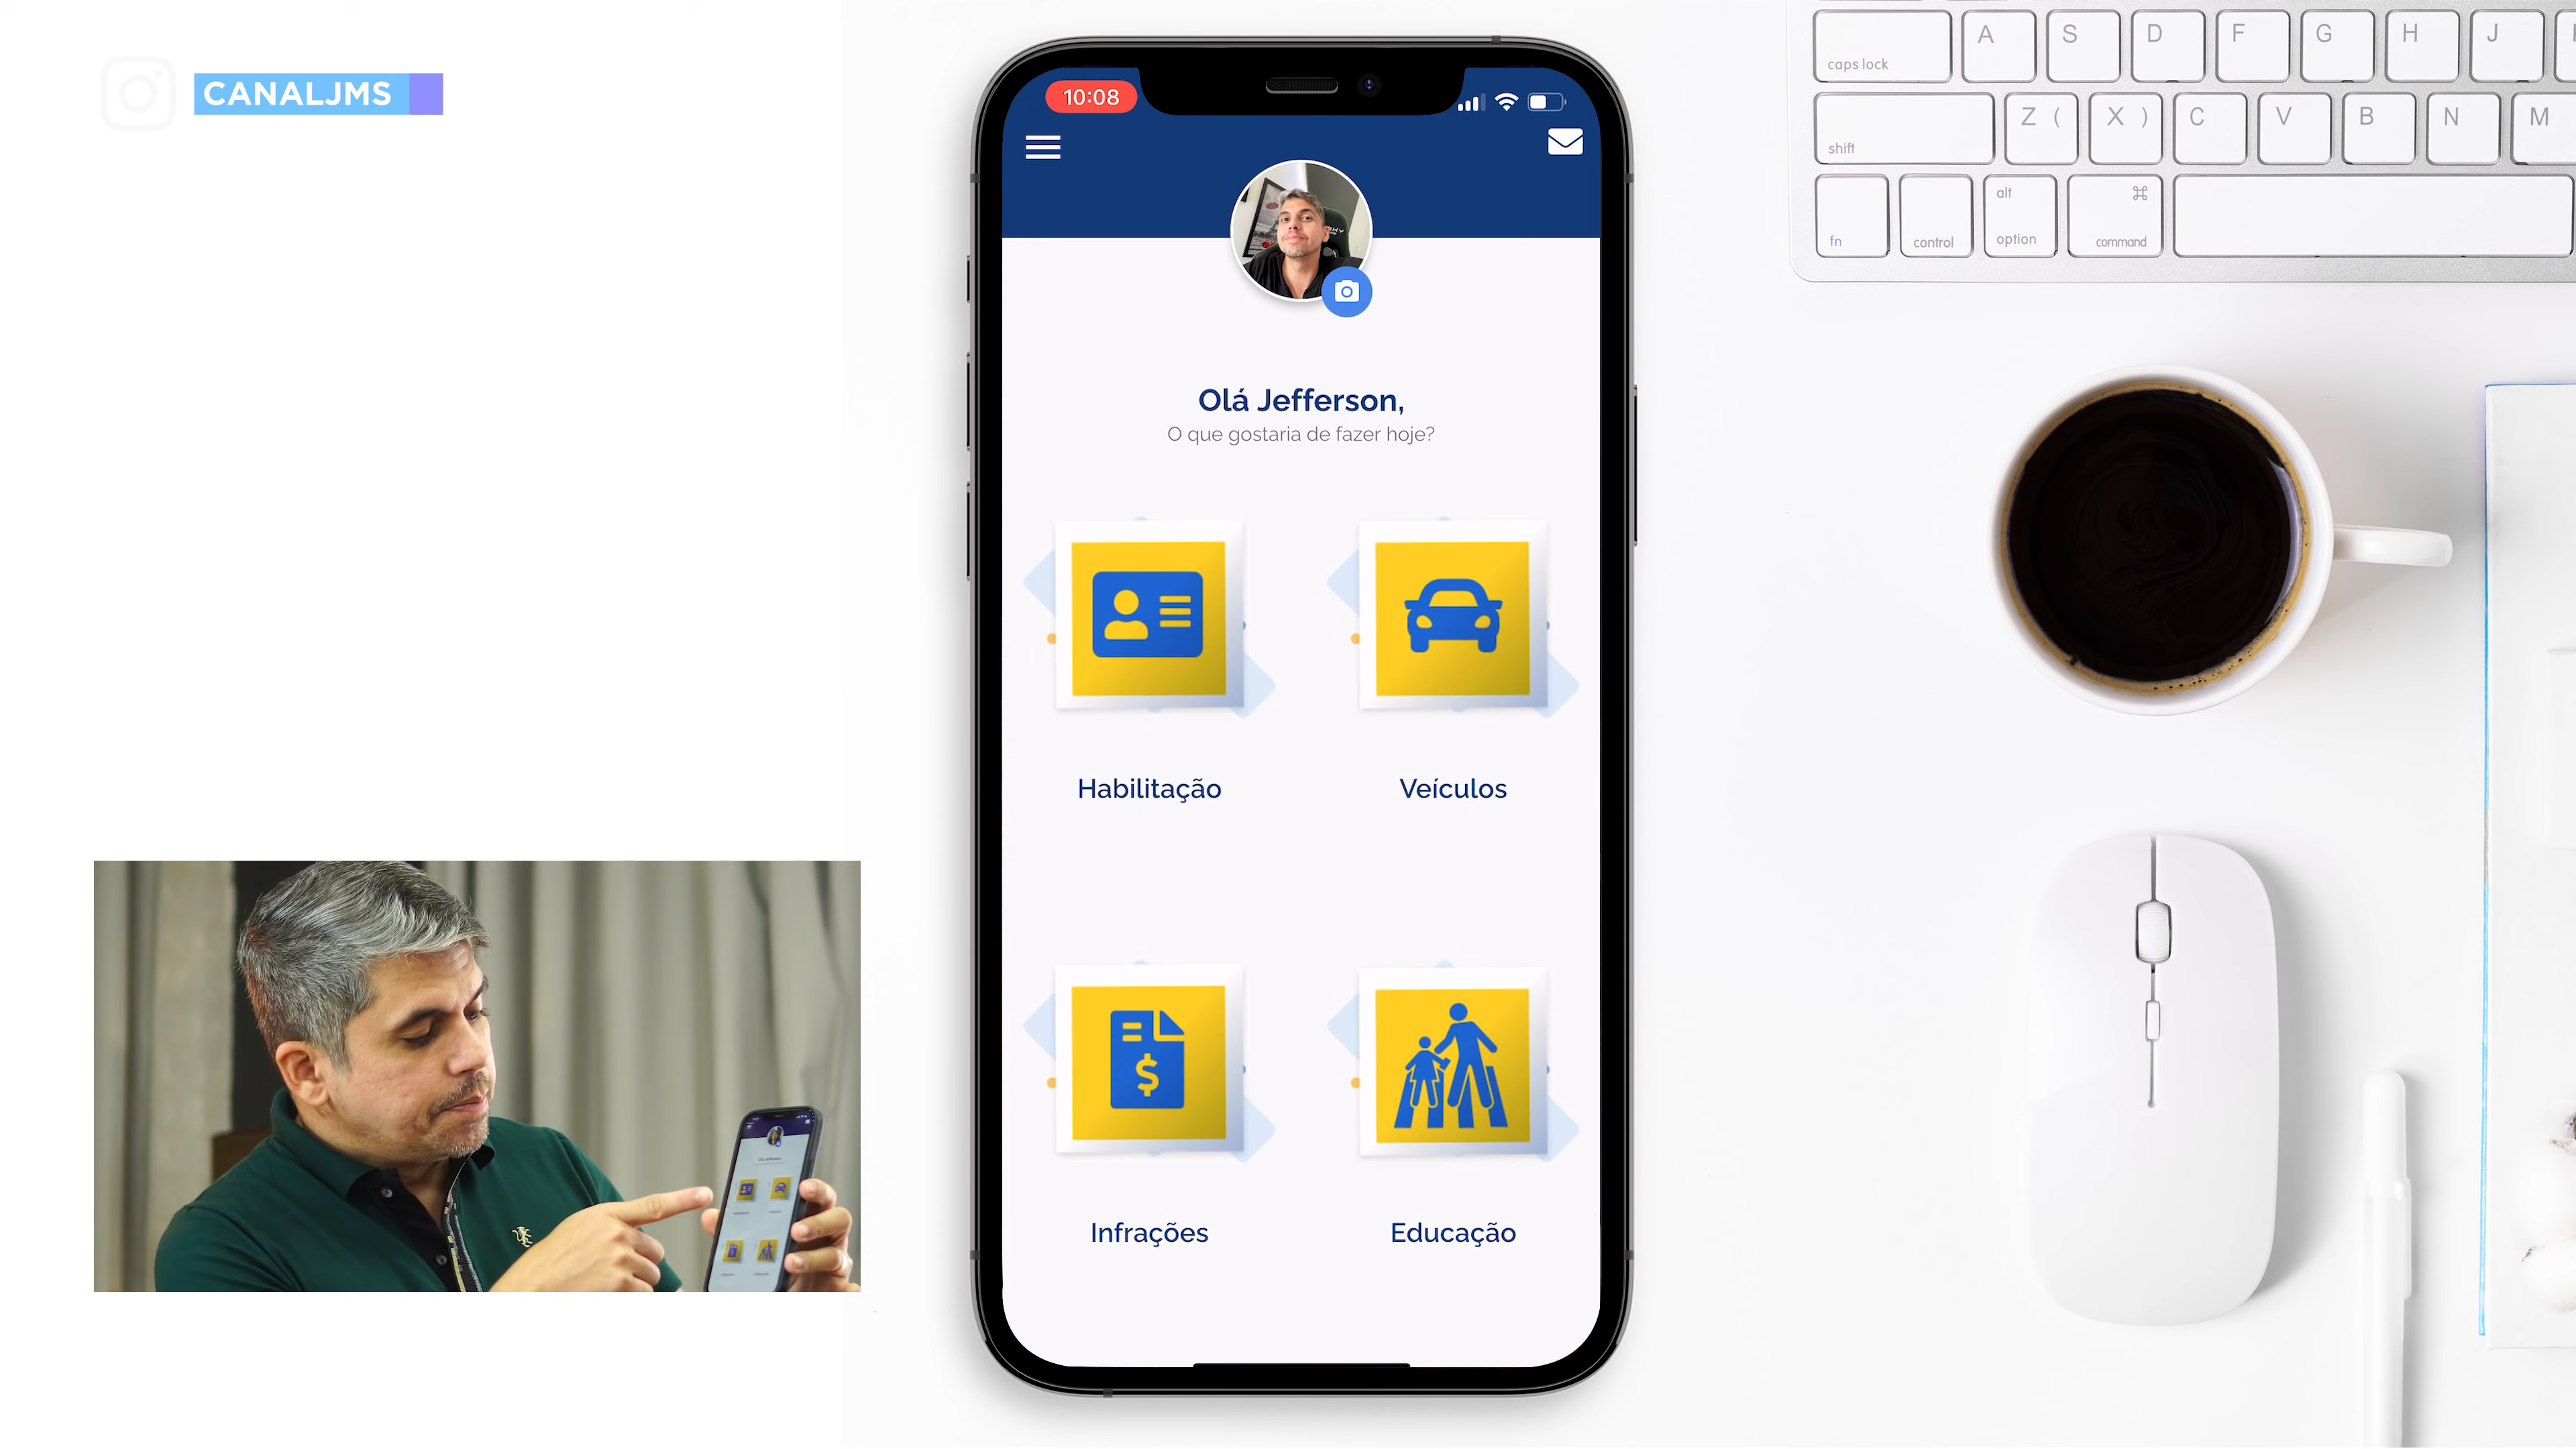 CANALJMS
10:08
Olá Jefferson,
O que gostaria de fazer hoje?
Habilitação
Veículos
Infrações
Educação
caps lock
A
S
D
F
G
H
J
shift
Z (
X )
C
V
B
N
M
fn
control
alt
option
⌘
command